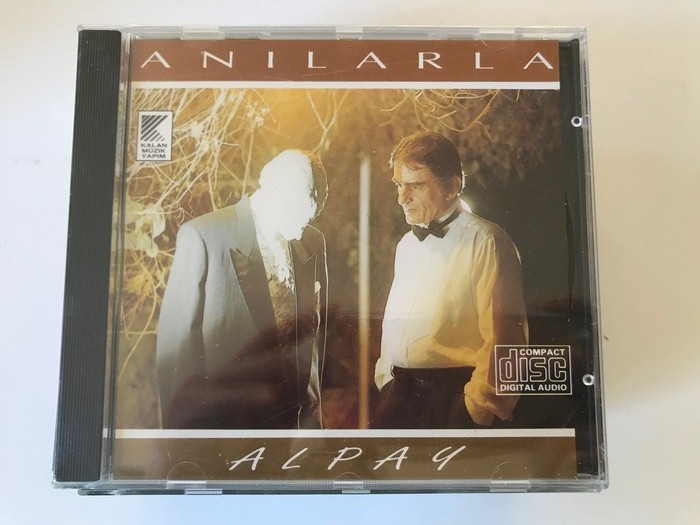 ANILARLA
KALAN
MÜZİK
YAPIM
COMPACT
disc
DIGITAL AUDIO
ALPAY